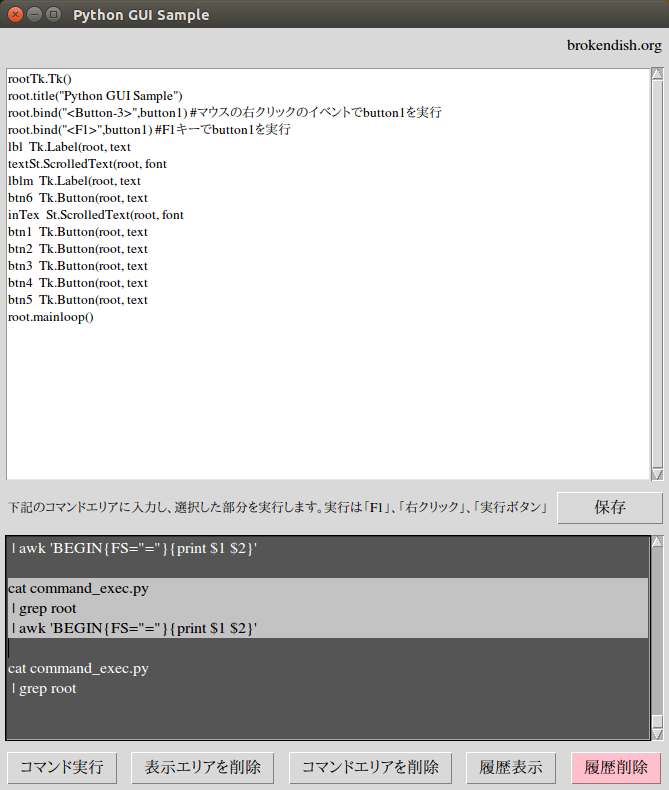 Python GUI Sample
brokendish.org
rootTk.Tk()
root.title("Python GUI Sample")
root.bind("<Button-3>",button1) #マウスの右クリックのイベントでbutton1を実行
root.bind("<F1>",button1) #F1キーでbutton1を実行
lbl  Tk.Label(root, text
textSt.ScrolledText(root, font
lblm  Tk.Label(root, text
btn6  Tk.Button(root, text
inTex  St.ScrolledText(root, font
btn1  Tk.Button(root, text
btn2  Tk.Button(root, text
btn3  Tk.Button(root, text
btn4  Tk.Button(root, text
btn5  Tk.Button(root, text
root.mainloop()
下記のコマンドエリアに入力し、選択した部分を実行します。実行は「F1」、「右クリック」、「実行ボタン」
保存
| awk 'BEGIN{FS="="}{print $1 $2}'
cat command_exec.py
| grep root
| awk 'BEGIN{FS="="}{print $1 $2}'
cat command_exec.py
| grep root
コマンド実行
表示エリアを削除
コマンドエリアを削除
履歴表示
履歴削除